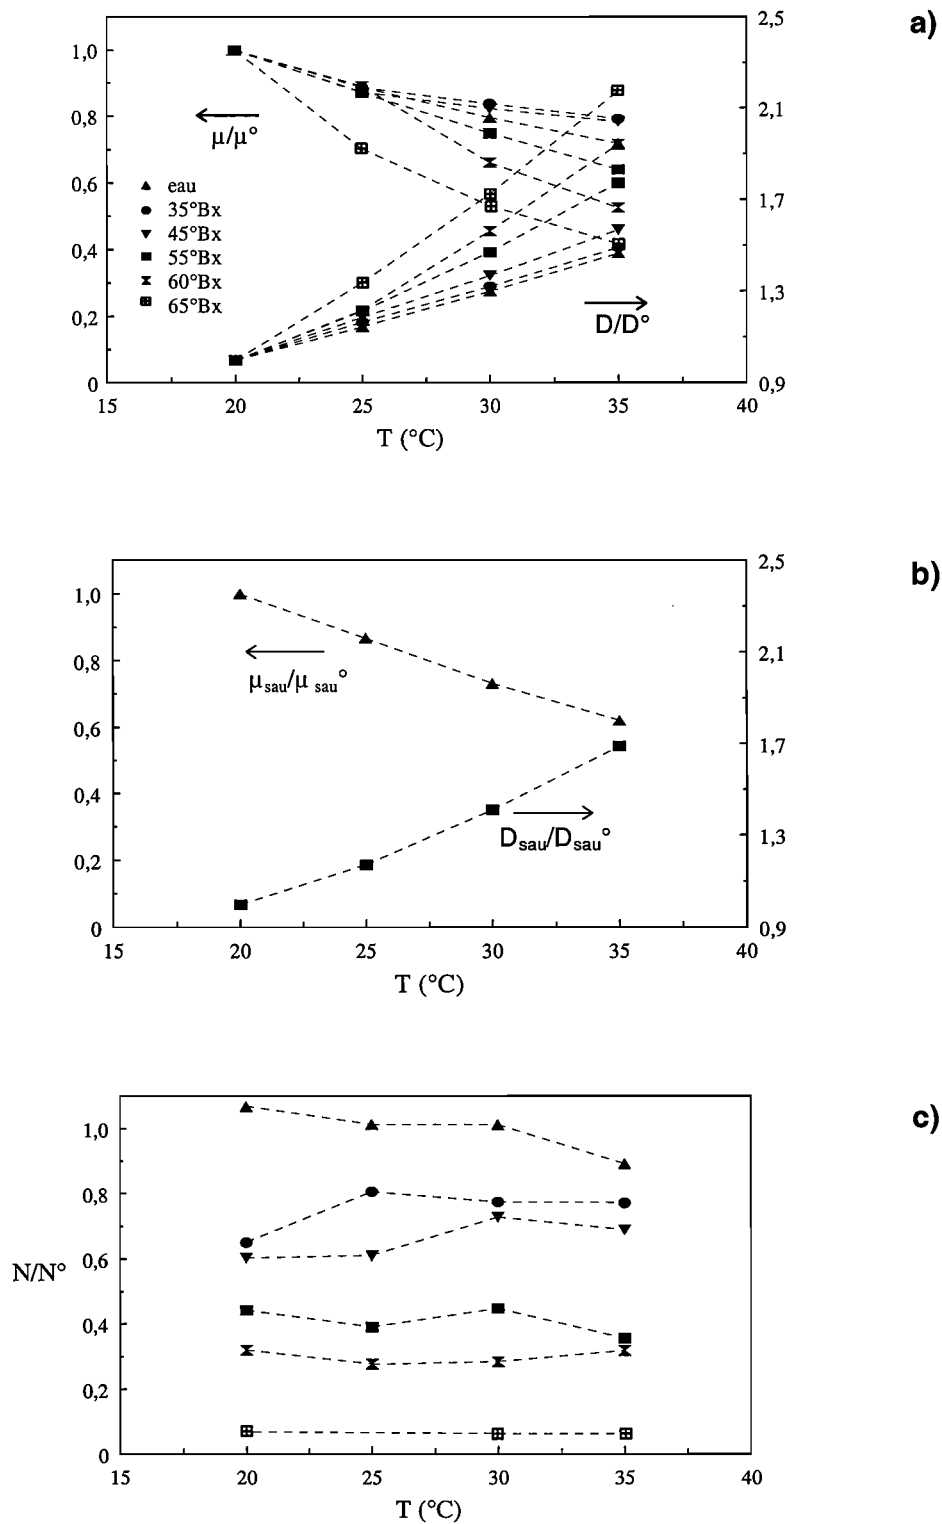 a)
2,5
1,0
2,1
0,8
μ/μ°
0,6
1,7
eau
35°Bx
45°Bx
55°Bx
60°Bx
65°Bx
0,4
1,3
D/D°
0,2
0
0,9
15 20 25 30 35 40
T (°C)
b)
2,5
1,0
2,1
0,8
μsau/μ sau°
0,6
1,7
0,4
Dsau/Dsau°
1,3
0,2
0
0,9
15 20 25 30 35 40
T (°C)
c)
1,0
0,8
N/N°
0,6
0,4
0,2
0
15 20 25 30 35 40
T (°C)